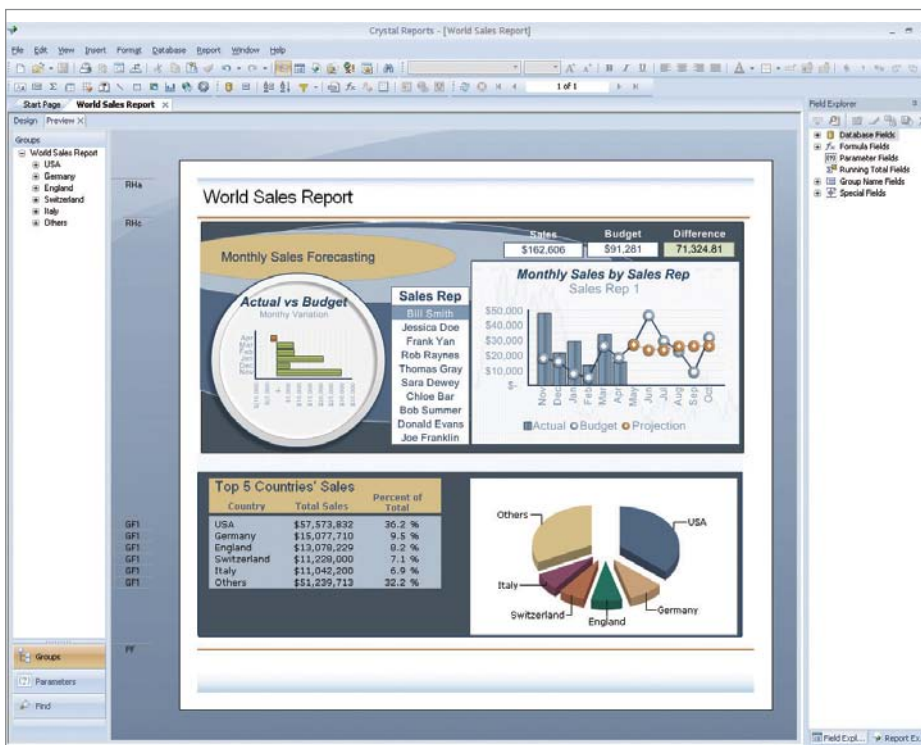 Crystal Reports - [World Sales Report]
File Edit View Insert Format Database Report Window Help
1 of 1
Start Page World Sales Report
Design Preview
Groups
World Sales Report
USA
Germany
England
Switzerland
Italy
Others
RHa
RHc
GF1
GF1
GF1
GF1
GF1
GF1
PF
World Sales Report
Monthly Sales Forecasting
Sales Budget Difference
$162,606 $91,281 71,324.81
Actual vs Budget
Monthy Variation
Apr
Mar
Feb
Jan
Dec
Nov
Sales Rep
Bill Smith
Jessica Doe
Frank Yan
Rob Raynes
Thomas Gray
Sara Dewey
Chloe Bar
Bob Summer
Donald Evans
Joe Franklin
Monthly Sales by Sales Rep
Sales Rep 1
$50,000
$40,000
$30,000
$20,000
$10,000
Nov Dec Jan Feb Mar Apr May Jun Jul Aug Sep Oct
Actual Budget Projection
Top 5 Countries' Sales
Country Total Sales Percent of Total
USA $57,573,832 36.2 %
Germany $15,077,710 9.5 %
England $13,078,229 8.2 %
Switzerland $11,228,000 7.1 %
Italy $11,042,200 6.9 %
Others $51,239,713 32.2 %
Others
USA
Italy
Switzerland
England
Germany
Groups
Parameters
Find
Field Explorer
Database Fields
Formula Fields
Parameter Fields
Running Total Fields
Group Name Fields
Special Fields
Field Expl... Report Ex